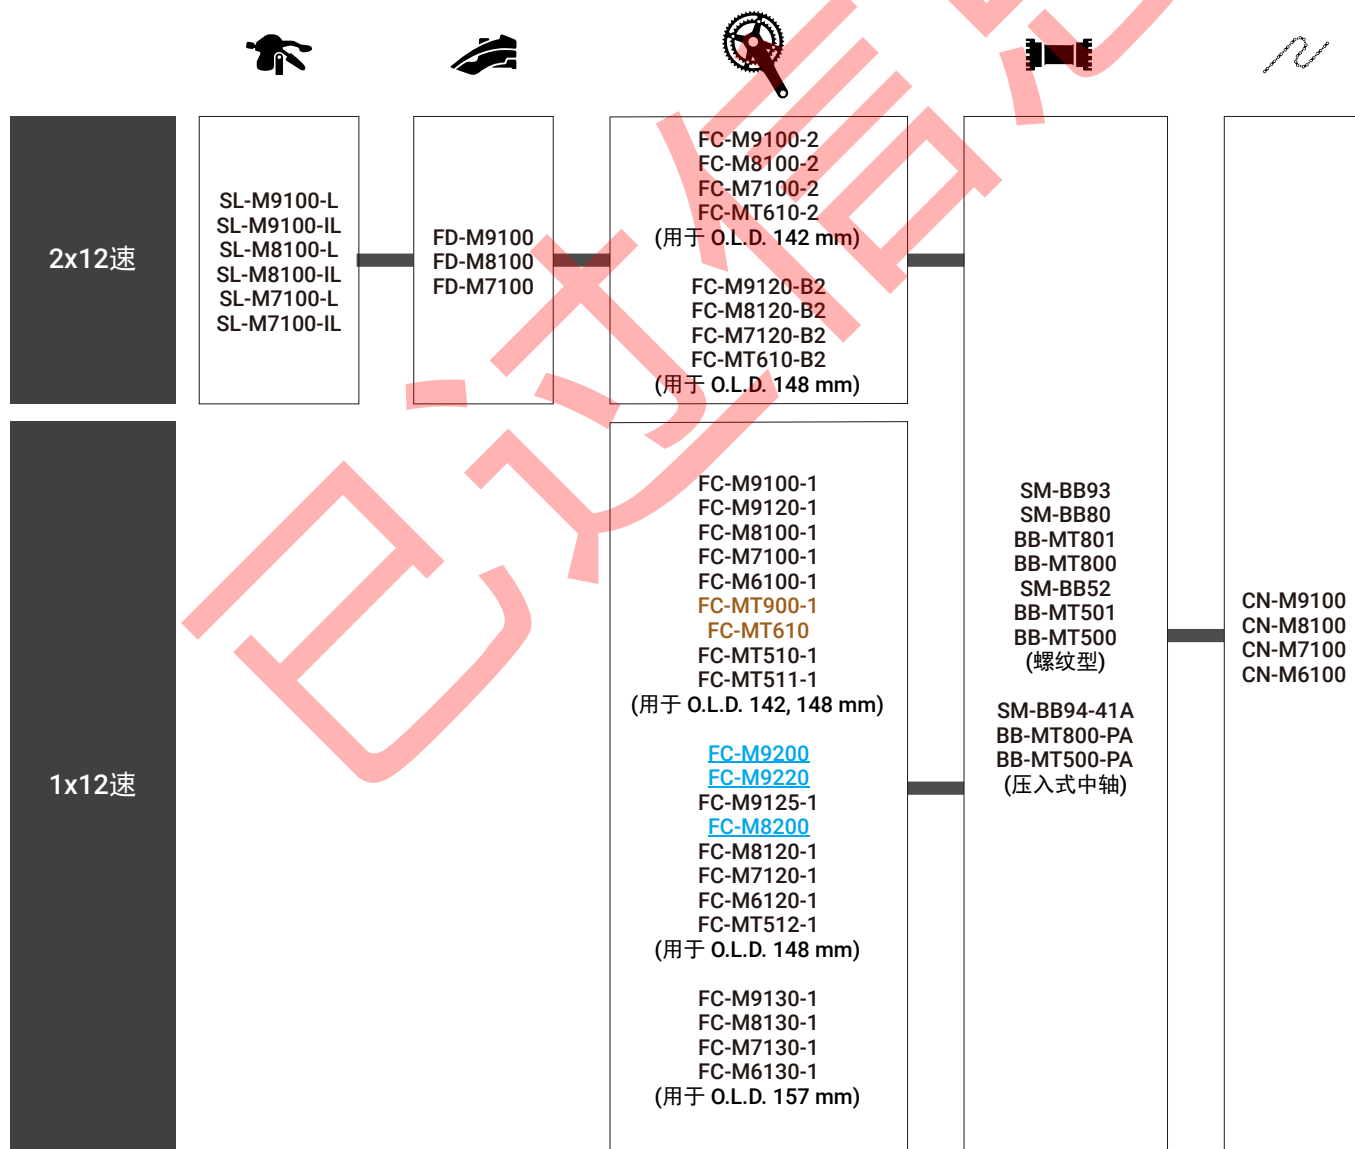 2x12速
SL-M9100-L
SL-M9100-IL
SL-M8100-L
SL-M8100-IL
SL-M7100-L
SL-M7100-IL
FD-M9100
FD-M8100
FD-M7100
FC-M9100-2
FC-M8100-2
FC-M7100-2
FC-MT610-2
(用于 O.L.D. 142 mm)
FC-M9120-B2
FC-M8120-B2
FC-M7120-B2
FC-MT610-B2
(用于 O.L.D. 148 mm)
1x12速
FC-M9100-1
FC-M9120-1
FC-M8100-1
FC-M7100-1
FC-M6100-1
FC-MT900-1
FC-MT610
FC-MT510-1
FC-MT511-1
(用于 O.L.D. 142, 148 mm)
FC-M9200
FC-M9220
FC-M9125-1
FC-M8200
FC-M8120-1
FC-M7120-1
FC-M6120-1
FC-MT512-1
(用于 O.L.D. 148 mm)
FC-M9130-1
FC-M8130-1
FC-M7130-1
FC-M6130-1
(用于 O.L.D. 157 mm)
SM-BB93
SM-BB80
BB-MT801
BB-MT800
SM-BB52
BB-MT501
BB-MT500
(螺纹型)
SM-BB94-41A
BB-MT800-PA
BB-MT500-PA
(压入式中轴)
CN-M9100
CN-M8100
CN-M7100
CN-M6100
已过信